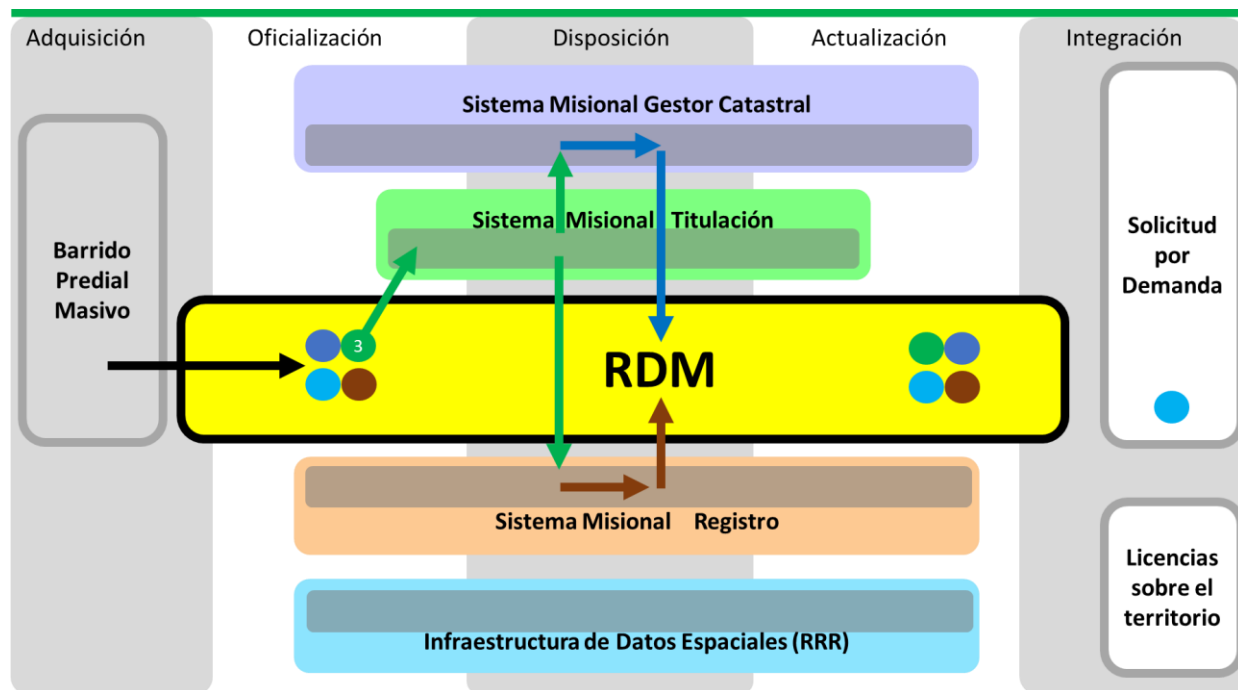 Adquisición
Oficialización
Disposición
Actualización
Integración
Sistema Misional Gestor Catastral
Sistema Misional Titulación
Barrido
Predial
Masivo
Solicitud
por
Demanda
3
RDM
Sistema Misional Registro
Licencias
sobre el
territorio
Infraestructura de Datos Espaciales (RRR)